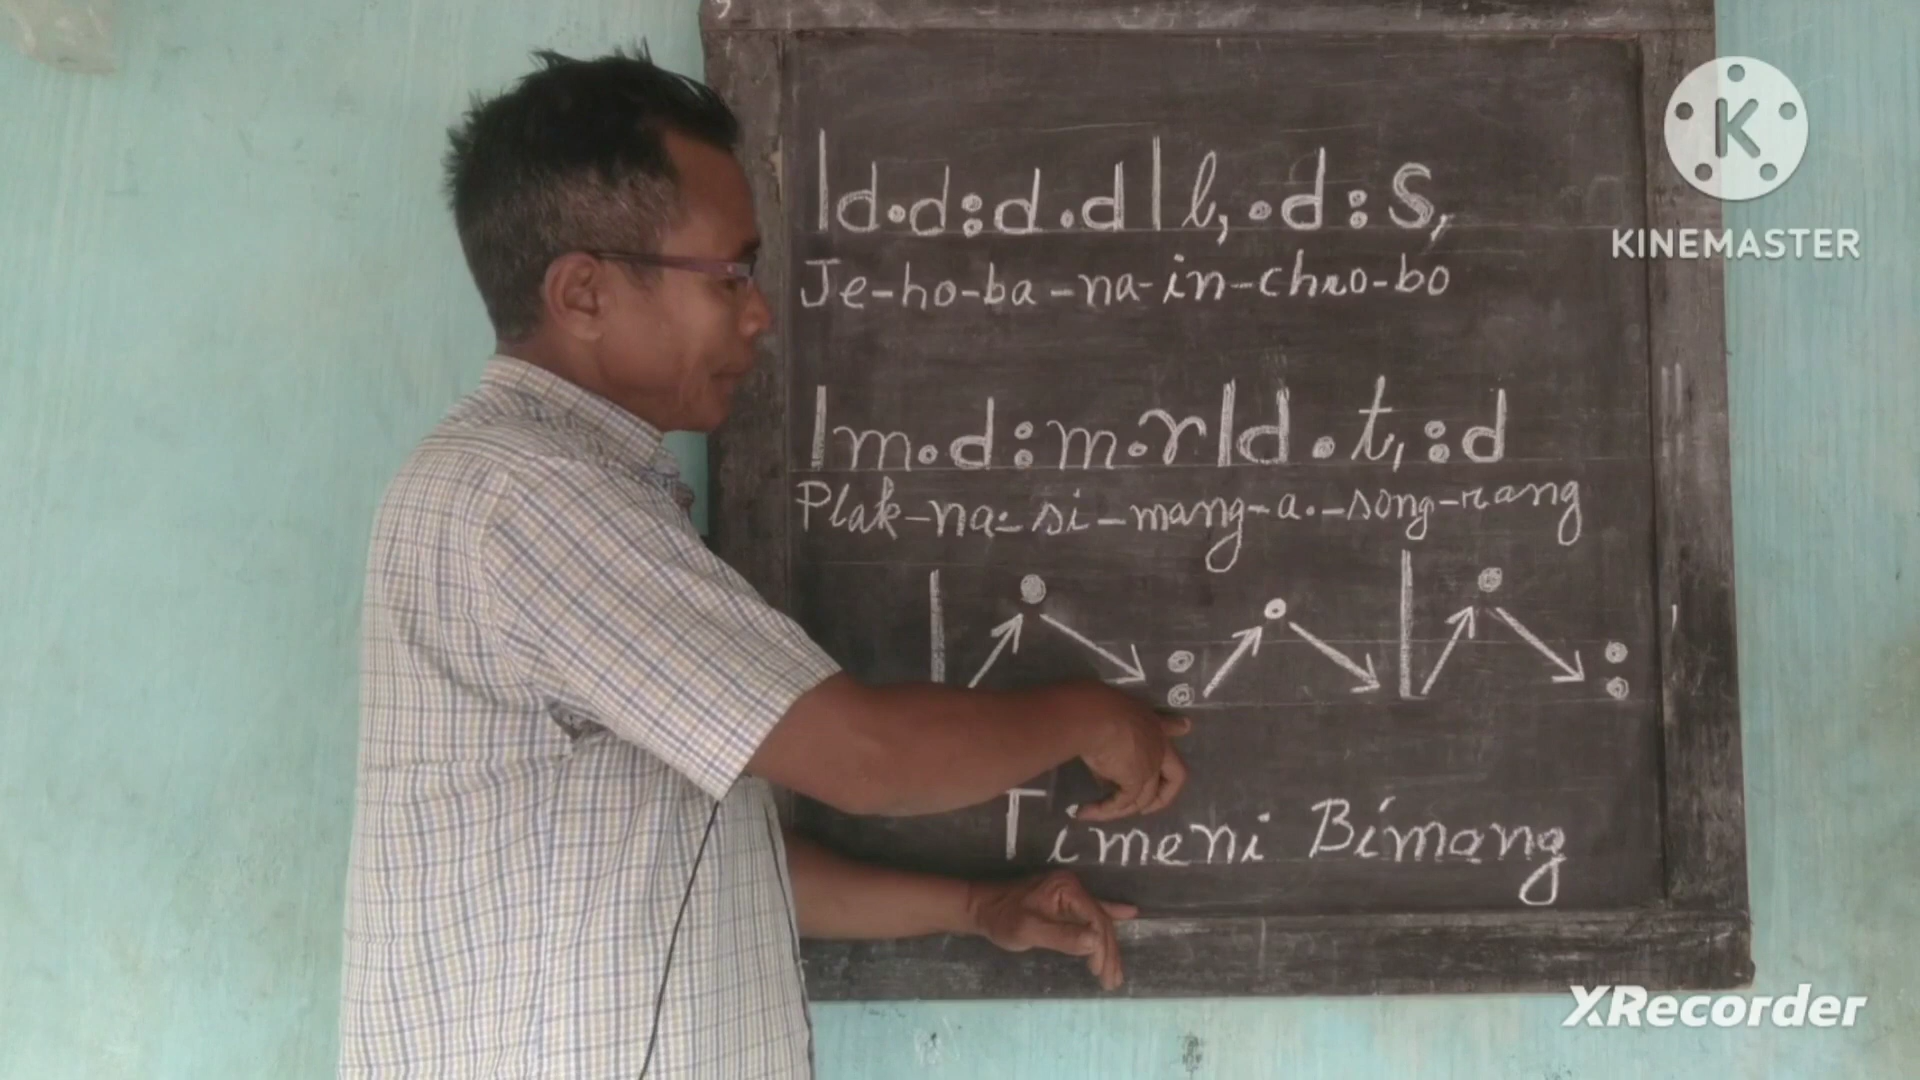 |d.d:d.d|l,.d:s,
Je-ho-ba-na-in-chro-bo
|m.d:m.r|d.t,:d
Plak-na-si-mang-a.-song-rang
Timeni Bimang
K
KINEMASTER
XRecorder